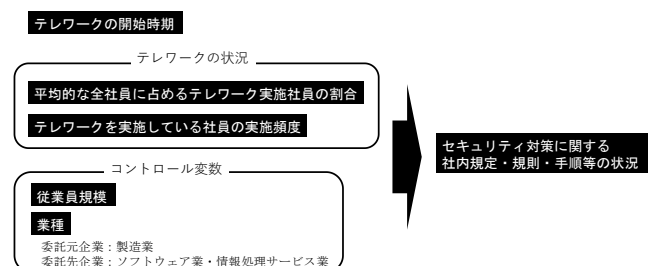 テレワークの開始時期
テレワークの状況
平均的な全社員に占めるテレワーク実施社員の割合
テレワークを実施している社員の実施頻度
コントロール変数
従業員規模
業種
委託元企業：製造業
委託先企業：ソフトウェア業・情報処理サービス業
セキュリティ対策に関する
社内規定・規則・手順等の状況